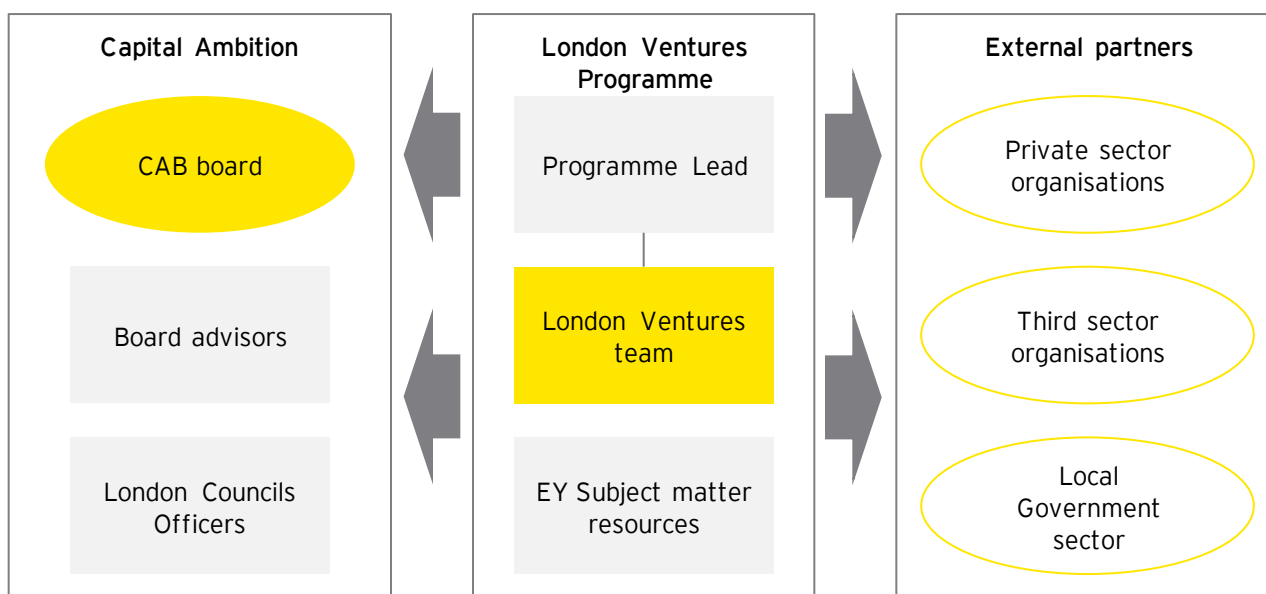 Capital Ambition
CAB board
Board advisors
London Councils
Officers
London Ventures
Programme
Programme Lead
London Ventures
team
EY Subject matter
resources
External partners
Private sector
organisations
Third sector
organisations
Local
Government
sector